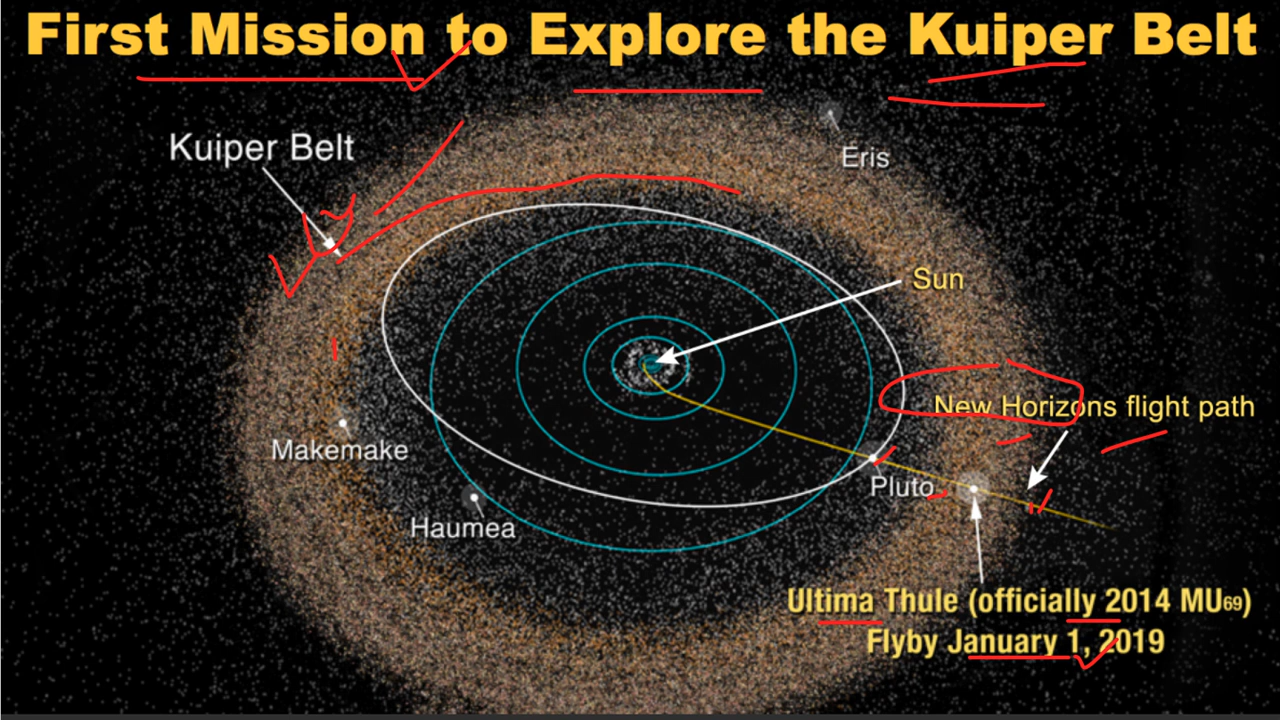 First Mission to Explore the Kuiper Belt
Kuiper Belt
Eris
Sun
New Horizons flight path
Makemake
Pluto
Haumea
Ultima Thule (officially 2014 MU69)
Flyby January 1, 2019